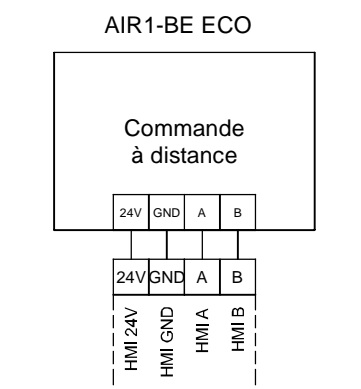 AIR1-BE ECO
Commande
à distance
24V GND A B
24V GND A B
HMI 24V
HMI GND
HMI A
HMI B